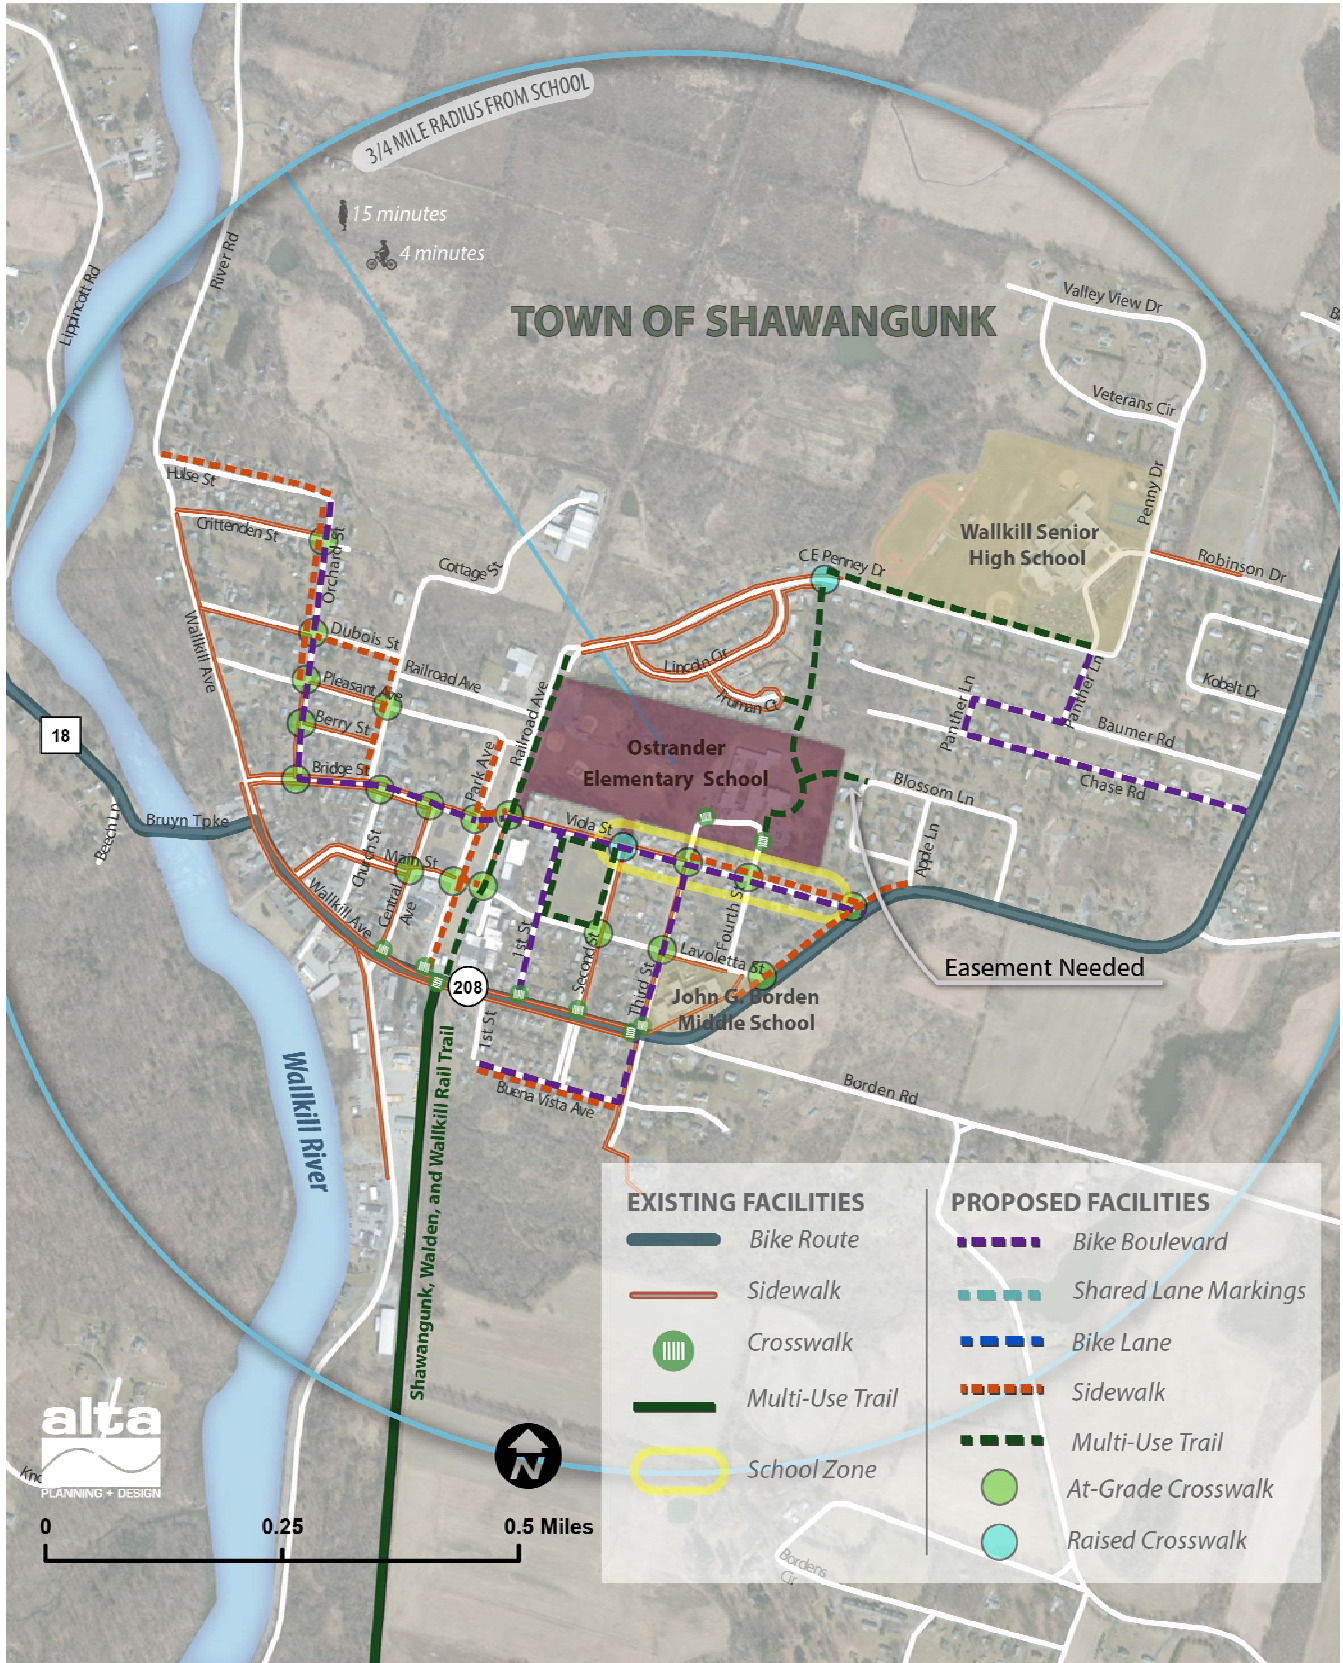 3/4 MILE RADIUS FROM SCHOOL
15 minutes
4 minutes
TOWN OF SHAWANGUNK
Lippincott Rd
River Rd
Valley View Dr
Veterans Cir
Penny Dr
Wallkill Senior
High School
Robinson Dr
Kobelt Dr
CE Penney Dr
Hulse St
Crittenden St
Orchard St
Cottage St
Wallkill Ave
Dubois St
Railroad Ave
Pleasant Ave
Berry St
Bridge St
Park Ave
Railroad Ave
Lincoln Cir
Truman Ct
Panther Ln
Panther Ln
Baumer Rd
Chase Rd
Blossom Ln
Apple Ln
18
Bruyn Tpke
Beech Ln
Ostrander
Elementary School
Viola St
Main St
Church St
Central
Ave
Wallkill Ave
1st St
Second St
Third St
Fourth St
Lavoletta St
208
1st St
John G. Borden
Middle School
Easement Needed
Buena Vista Ave
Borden Rd
Wallkill River
Shawangunk, Walden, and Wallkill Rail Trail
EXISTING FACILITIES
Bike Route
Sidewalk
Crosswalk
Multi-Use Trail
School Zone
PROPOSED FACILITIES
Bike Boulevard
Shared Lane Markings
Bike Lane
Sidewalk
Multi-Use Trail
At-Grade Crosswalk
Raised Crosswalk
Bordens
Cir
alta
PLANNING + DESIGN
N
0 0.25 0.5 Miles